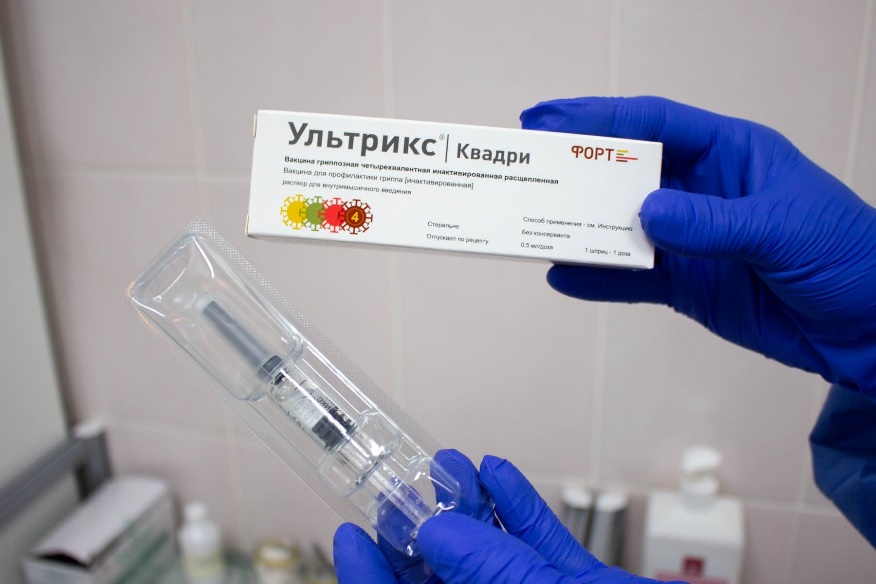 Ультрикс® | Квадри
ФОРТ
Вакцина гриппозная четырехвалентная инактивированная расщепленная
Вакцина для профилактики гриппа [инактивированная]
раствор для внутримышечного введения
4
Стерильно
Отпускают по рецепту
Способ применения - см. Инструкцию
Без консерванта
0,5 мл/доза
1 шприц - 1 доза